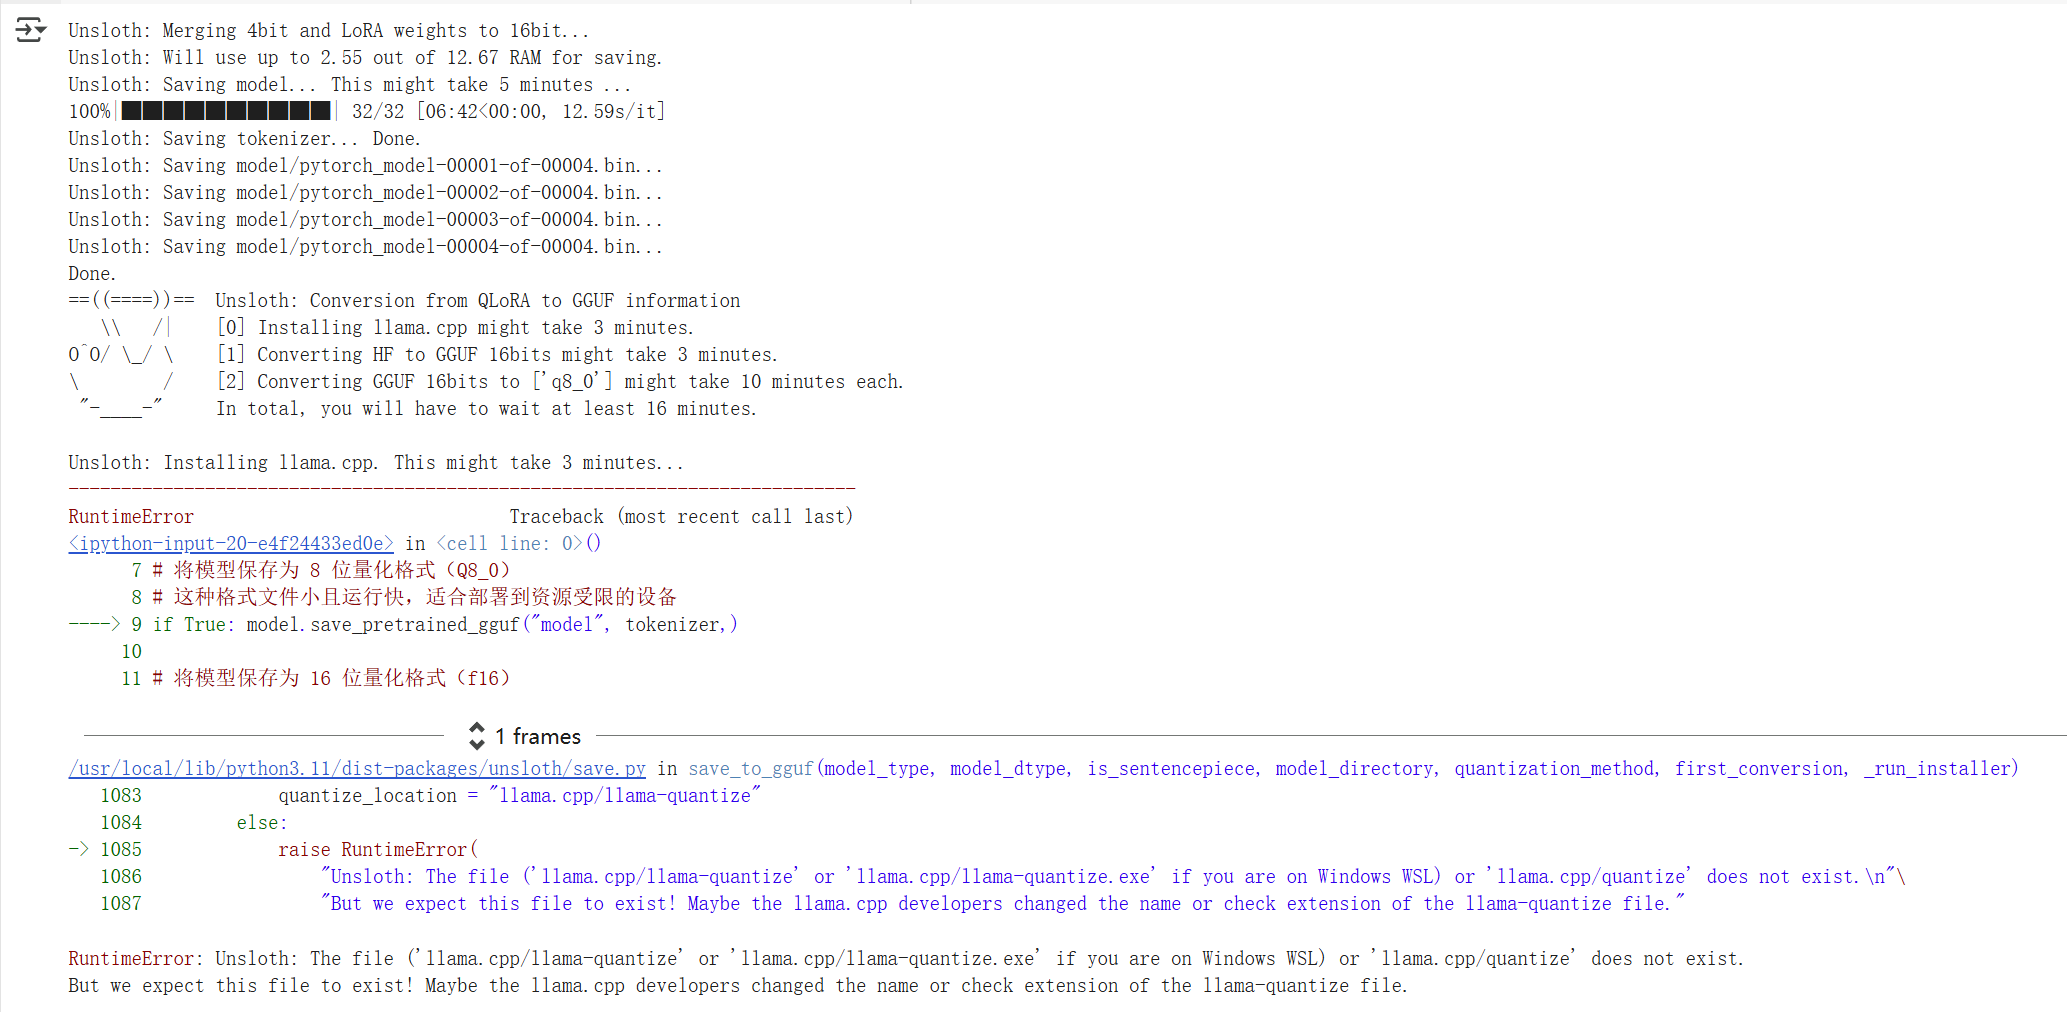 Unsloth: Merging 4bit and LoRA weights to 16bit...
Unsloth: Will use up to 2.55 out of 12.67 RAM for saving.
Unsloth: Saving model... This might take 5 minutes ...
100%|██████████| 32/32 [06:42<00:00, 12.59s/it]
Unsloth: Saving tokenizer... Done.
Unsloth: Saving model/pytorch_model-00001-of-00004.bin...
Unsloth: Saving model/pytorch_model-00002-of-00004.bin...
Unsloth: Saving model/pytorch_model-00003-of-00004.bin...
Unsloth: Saving model/pytorch_model-00004-of-00004.bin...
Done.
==((====))==  Unsloth: Conversion from QLoRA to GGUF information
   \\   /|    [0] Installing llama.cpp might take 3 minutes.
O^O/ \_/ \    [1] Converting HF to GGUF 16bits might take 3 minutes.
\        /    [2] Converting GGUF 16bits to ['q8_0'] might take 10 minutes each.
 "-____-"     In total, you will have to wait at least 16 minutes.
Unsloth: Installing llama.cpp. This might take 3 minutes...
---------------------------------------------------------------------------
RuntimeError                              Traceback (most recent call last)
<ipython-input-20-e4f24433ed0e> in <cell line: 0>()
      7 # 将模型保存为 8 位量化格式（Q8_0）
      8 # 这种格式文件小且运行快，适合部署到资源受限的设备
----> 9 if True: model.save_pretrained_gguf("model", tokenizer,)
     10
     11 # 将模型保存为 16 位量化格式（f16）
1 frames
/usr/local/lib/python3.11/dist-packages/unsloth/save.py in save_to_gguf(model_type, model_dtype, is_sentencepiece, model_directory, quantization_method, first_conversion, _run_installer)
   1083             quantize_location = "llama.cpp/llama-quantize"
   1084         else:
-> 1085             raise RuntimeError(
   1086                 "Unsloth: The file ('llama.cpp/llama-quantize' or 'llama.cpp/llama-quantize.exe' if you are on Windows WSL) or 'llama.cpp/quantize' does not exist.\n"\
   1087                 "But we expect this file to exist! Maybe the llama.cpp developers changed the name or check extension of the llama-quantize file."
RuntimeError: Unsloth: The file ('llama.cpp/llama-quantize' or 'llama.cpp/llama-quantize.exe' if you are on Windows WSL) or 'llama.cpp/quantize' does not exist.
But we expect this file to exist! Maybe the llama.cpp developers changed the name or check extension of the llama-quantize file.